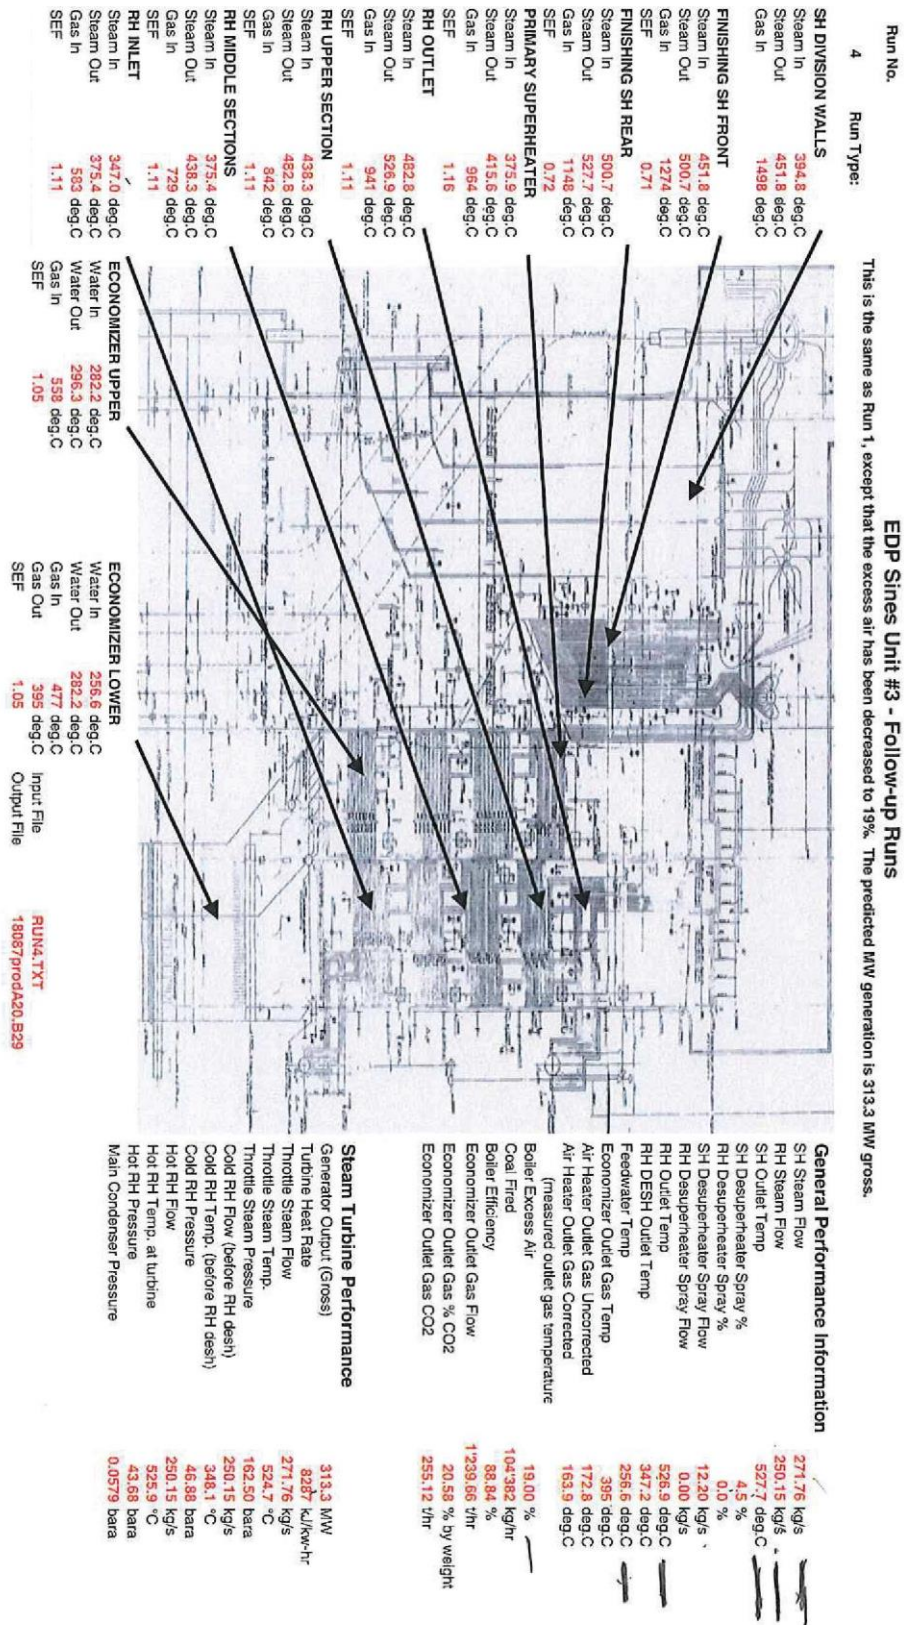 EDP Sines Unit #3 - Follow-up Runs
Run No. 4 Run Type: This is the same as Run 1, except that the excess air has been decreased to 19%. The predicted MW generation is 313.3 MW gross.
SH DIVISION WALLS
Steam In 394.8 deg.C
Steam Out 451.8 deg.C
Gas In 1498 deg.C
FINISHING SH FRONT
Steam In 451.8 deg.C
Steam Out 500.7 deg.C
Gas In 1274 deg.C
SEF 0.71
FINISHING SH REAR
Steam In 500.7 deg.C
Steam Out 527.7 deg.C
Gas In 1148 deg.C
SEF 0.72
PRIMARY SUPERHEATER
Steam In 375.9 deg.C
Steam Out 415.6 deg.C
Gas In 964 deg.C
SEF 1.16
RH OUTLET
Steam In 482.8 deg.C
Steam Out 526.9 deg.C
Gas In 941 deg.C
SEF 1.11
RH UPPER SECTION
Steam In 438.3 deg.C
Steam Out 482.8 deg.C
Gas In 842 deg.C
SEF 1.11
RH MIDDLE SECTIONS
Steam In 375.4 deg.C
Steam Out 438.3 deg.C
Gas In 729 deg.C
SEF 1.11
RH INLET
Steam In 347.0 deg.C
Steam Out 375.4 deg.C
Gas In 593 deg.C
SEF 1.11
ECONOMIZER UPPER
Water In 282.2 deg.C
Water Out 296.3 deg.C
Gas In 558 deg.C
SEF 1.05
ECONOMIZER LOWER
Water In 256.6 deg.C
Water Out 282.2 deg.C
Gas In 477 deg.C
Gas Out 395 deg.C
SEF 1.05
Input File RUN4.TXT
Output File 18087prodA20.B29
General Performance Information
SH Steam Flow 271.76 kg/s
RH Steam Flow 250.15 kg/s
SH Outlet Temp 527.7 deg.C
SH Desuperheater Spray % 4.5 %
RH Desuperheater Spray % 0.0 %
SH Desuperheater Spray Flow 12.20 kg/s
RH Desuperheater Spray Flow 0.00 kg/s
RH Outlet Temp 526.9 deg.C
RH DESH Outlet Temp 347.2 deg.C
Feedwater Temp 256.6 deg.C
Economizer Outlet Gas Temp 395 deg.C
Air Heater Outlet Gas Uncorrected 172.8 deg.C
Air Heater Outlet Gas Corrected 163.9 deg.C
(measured outlet gas temperature)
Boiler Excess Air 19.00 %
Coal Fired 104'382 kg/hr
Boiler Efficiency 88.84 %
Economizer Outlet Gas Flow 1'239.66 t/hr
Economizer Outlet Gas % CO2 20.58 % by weight
Economizer Outlet Gas CO2 255.12 t/hr
Steam Turbine Performance
Generator Output (Gross) 313.3 MW
Turbine Heat Rate 8287 kJ/kw-hr
Throttle Steam Flow 271.76 kg/s
Throttle Steam Temp. 524.7 °C
Throttle Steam Pressure 162.50 bara
Cold RH Flow (before RH desh) 250.15 kg/s
Cold RH Temp. (before RH desh) 348.1 °C
Cold RH Pressure 46.88 bara
Hot RH Flow 250.15 kg/s
Hot RH Temp. at turbine 525.9 °C
Hot RH Pressure 43.68 bara
Main Condenser Pressure 0.0579 bara